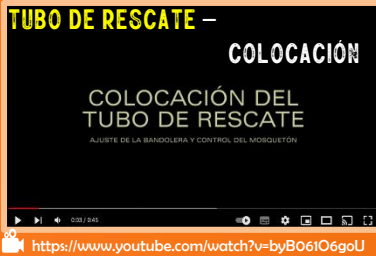 TUBO DE RESCATE –
COLOCACIÓN
COLOCACIÓN DEL
TUBO DE RESCATE
AJUSTE DE LA BANDOLERA Y CONTROL DEL MOSQUETÓN
0:03 / 3:45
https://www.youtube.com/watch?v=byB061O6goU